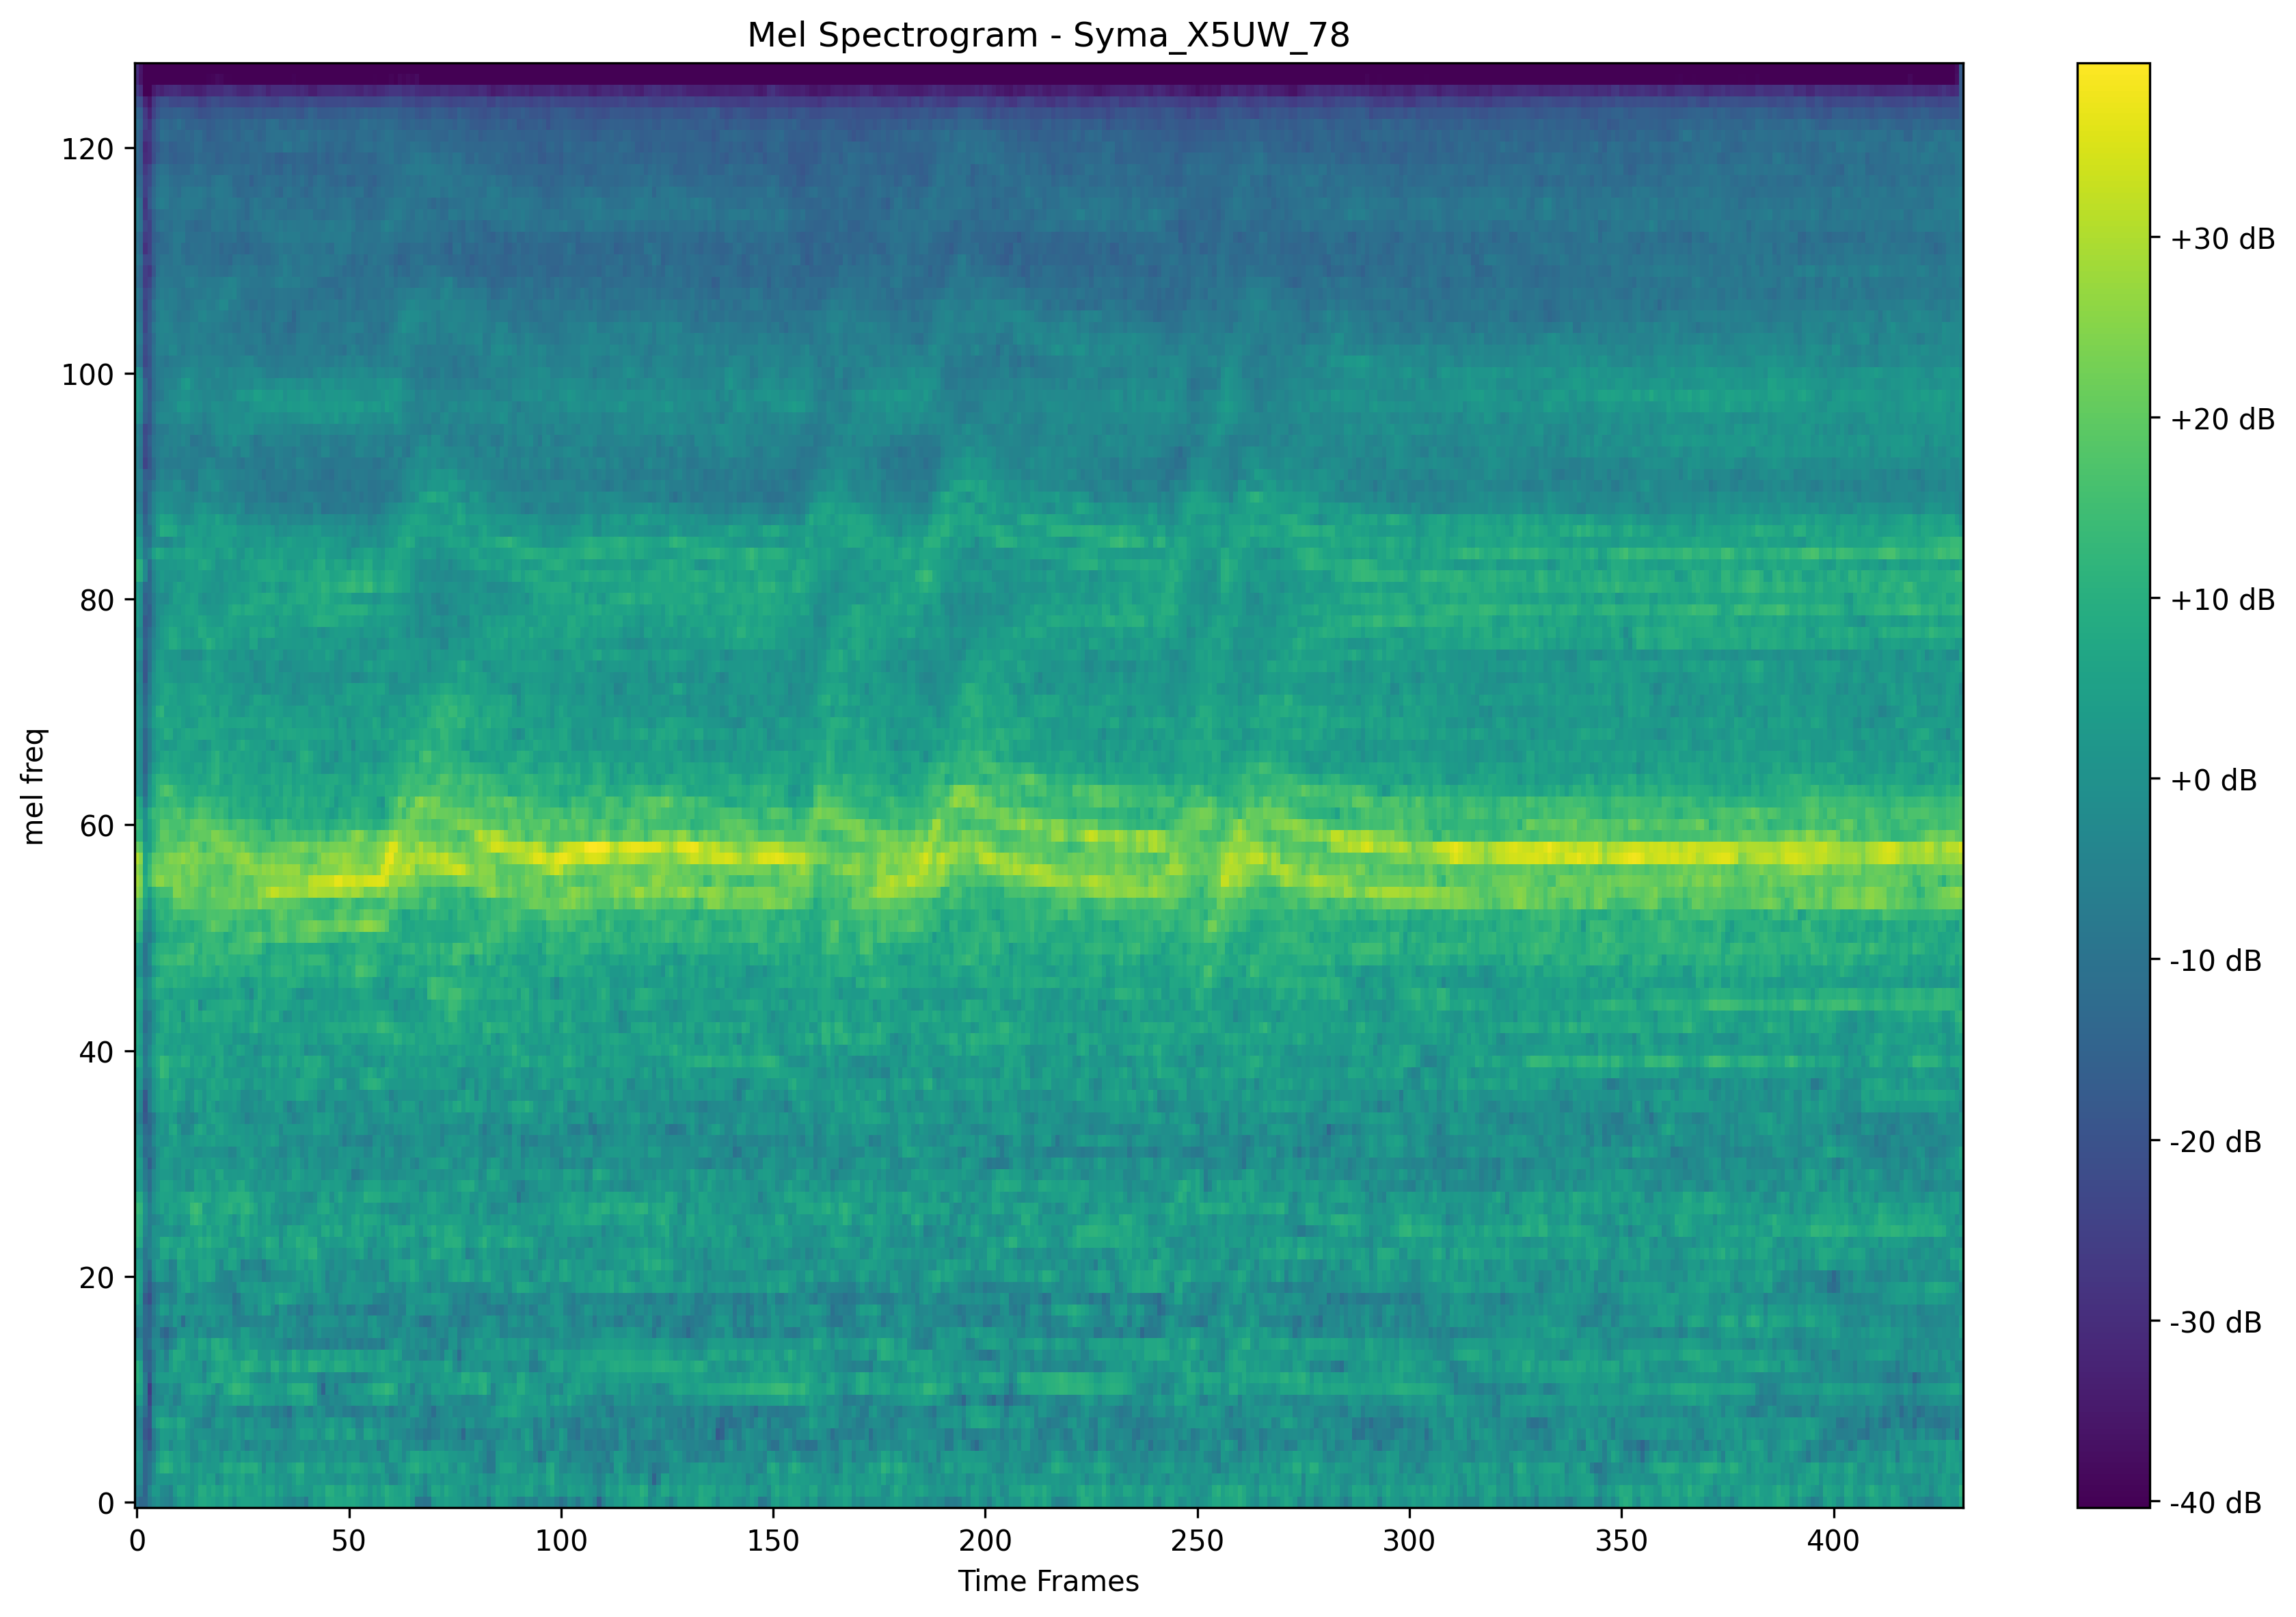 Mel Spectrogram - Syma_X5UW_78
mel freq
120
100
80
60
40
20
0
0 50 100 150 200 250 300 350 400
Time Frames
+30 dB
+20 dB
+10 dB
+0 dB
-10 dB
-20 dB
-30 dB
-40 dB